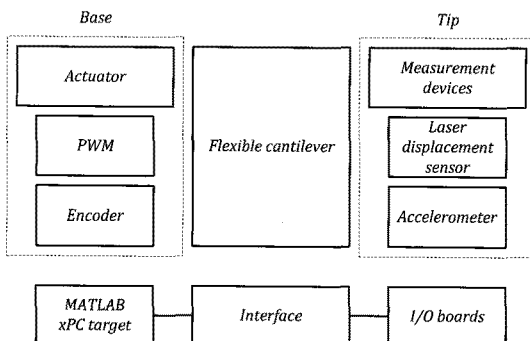 Base
Tip
Actuator
PWM
Encoder
Flexible cantilever
Measurement
devices
Laser
displacement
sensor
Accelerometer
MATLAB
xPC target
Interface
I/O boards